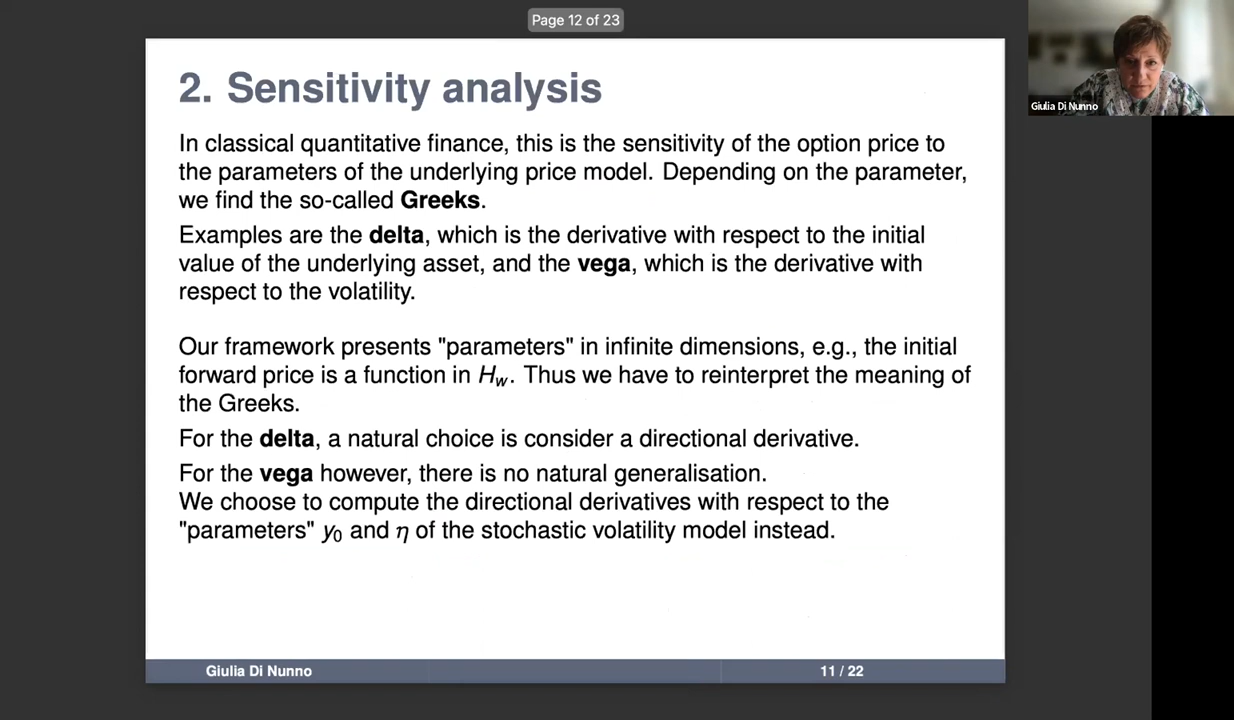 Page 12 of 23
2. Sensitivity analysis
In classical quantitative finance, this is the sensitivity of the option price to
the parameters of the underlying price model. Depending on the parameter,
we find the so-called Greeks.
Examples are the delta, which is the derivative with respect to the initial
value of the underlying asset, and the vega, which is the derivative with
respect to the volatility.
Our framework presents "parameters" in infinite dimensions, e.g., the initial
forward price is a function in H_w. Thus we have to reinterpret the meaning of
the Greeks.
For the delta, a natural choice is consider a directional derivative.
For the vega however, there is no natural generalisation.
We choose to compute the directional derivatives with respect to the
"parameters" y₀ and η of the stochastic volatility model instead.
Giulia Di Nunno
11 / 22
Giulia Di Nunno